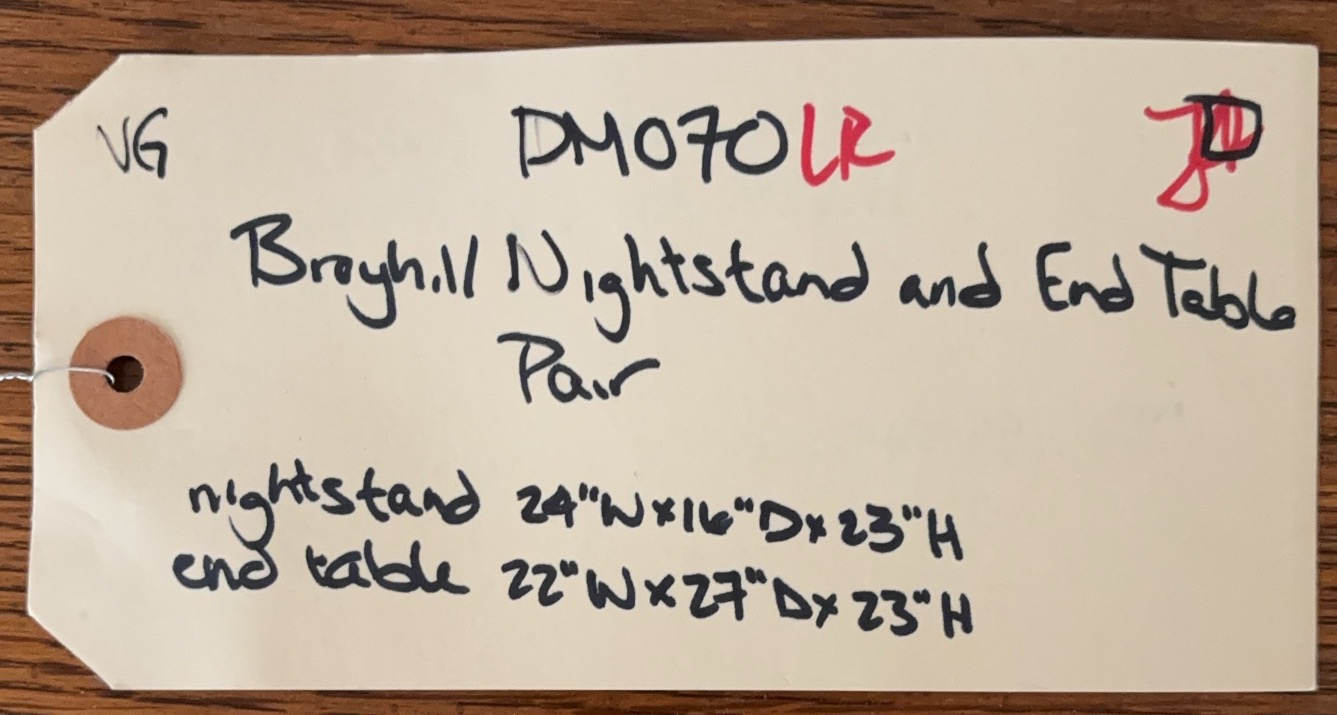 VG
DM070LR
Broyhill Nightstand and End Table
Pair
nightstand 24"W x 16"D x 23"H
end table 22"W x 27"D x 23"H